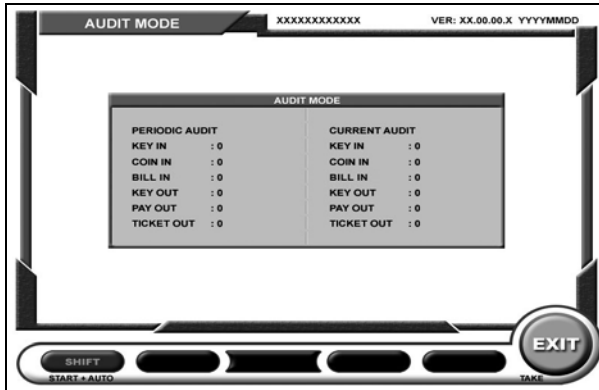 AUDIT MODE
XXXXXXXXXXXX
VER: XX.00.00.X YYYYMMDD
AUDIT MODE
PERIODIC AUDIT
KEY IN : 0
COIN IN : 0
BILL IN : 0
KEY OUT : 0
PAY OUT : 0
TICKET OUT : 0
CURRENT AUDIT
KEY IN : 0
COIN IN : 0
BILL IN : 0
KEY OUT : 0
PAY OUT : 0
TICKET OUT : 0
SHIFT
START + AUTO
EXIT
TAKE